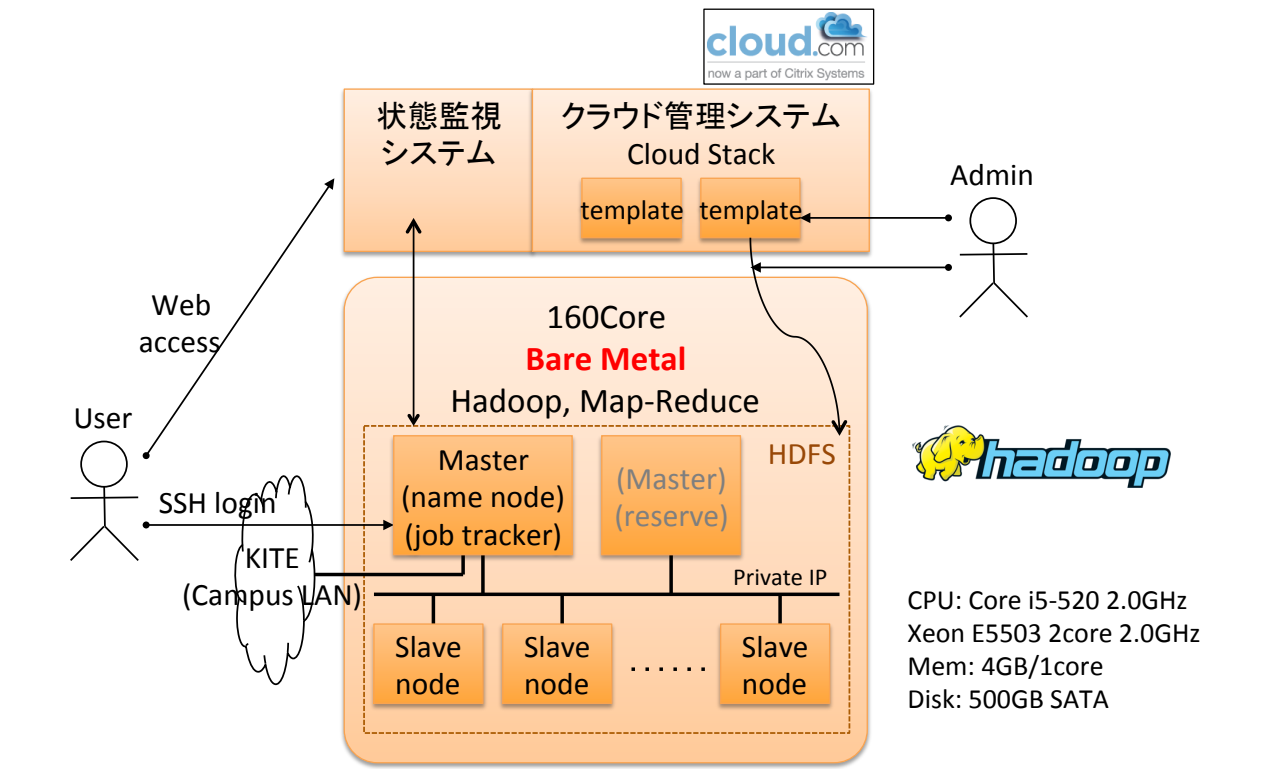 cloud.com
now a part of Citrix Systems
状態監視
システム
クラウド管理システム
Cloud Stack
template
template
Admin
Web
access
160Core
Bare Metal
Hadoop, Map-Reduce
User
HDFS
Master
(name node)
(job tracker)
(Master)
(reserve)
hadoop
SSH login
KITE
(Campus LAN)
Private IP
Slave
node
Slave
node
......
Slave
node
CPU: Core i5-520 2.0GHz
Xeon E5503 2core 2.0GHz
Mem: 4GB/1core
Disk: 500GB SATA